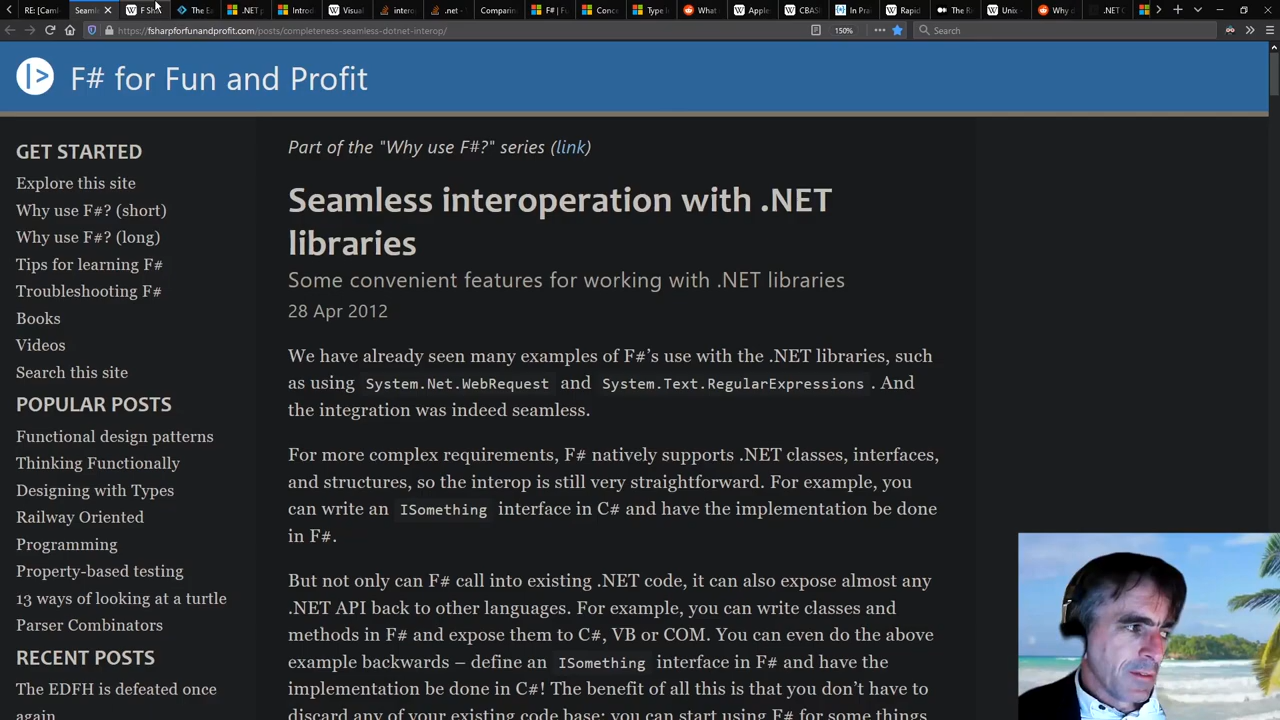 RE: [Caml
Seaml
F Sh
The E
.NET p
Introd
Visual
intero
.net -
Comparin
F# | Fu
Conce
Type I
What
Apple
CBAS
In Pra
Rapid
The R
Unix-
Why d
.NET C
https://fsharpforfunandprofit.com/posts/completeness-seamless-dotnet-interop/
150%
Search
F# for Fun and Profit
GET STARTED
Explore this site
Why use F#? (short)
Why use F#? (long)
Tips for learning F#
Troubleshooting F#
Books
Videos
Search this site
POPULAR POSTS
Functional design patterns
Thinking Functionally
Designing with Types
Railway Oriented
Programming
Property-based testing
13 ways of looking at a turtle
Parser Combinators
RECENT POSTS
The EDFH is defeated once
again
Part of the "Why use F#?" series (link)
Seamless interoperation with .NET
libraries
Some convenient features for working with .NET libraries
28 Apr 2012
We have already seen many examples of F#’s use with the .NET libraries, such
as using System.Net.WebRequest and System.Text.RegularExpressions . And
the integration was indeed seamless.
For more complex requirements, F# natively supports .NET classes, interfaces,
and structures, so the interop is still very straightforward. For example, you
can write an ISomething interface in C# and have the implementation be done
in F#.
But not only can F# call into existing .NET code, it can also expose almost any
.NET API back to other languages. For example, you can write classes and
methods in F# and expose them to C#, VB or COM. You can even do the above
example backwards – define an ISomething interface in F# and have the
implementation be done in C#! The benefit of all this is that you don’t have to
discard any of your existing code base; you can start using F# for some things